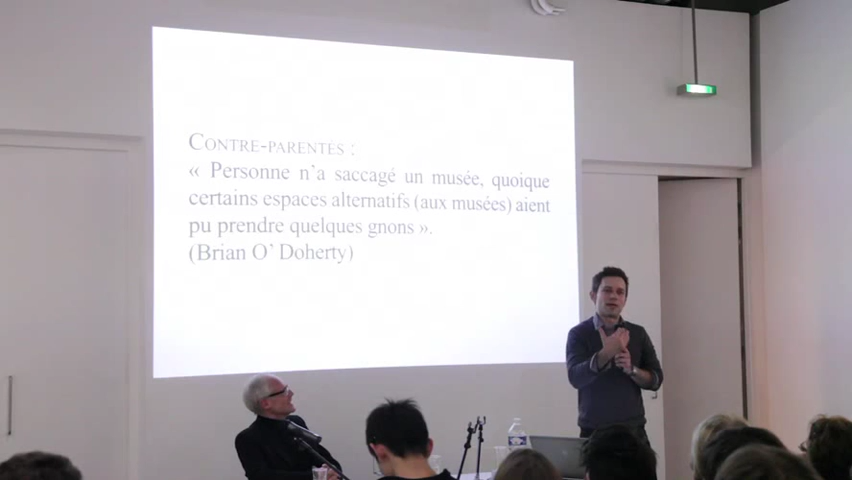 CONTRE-PARENTES :
« Personne n'a saccagé un musée, quoique
certains espaces alternatifs (aux musées) aient
pu prendre quelques gnons ».
(Brian O' Doherty)